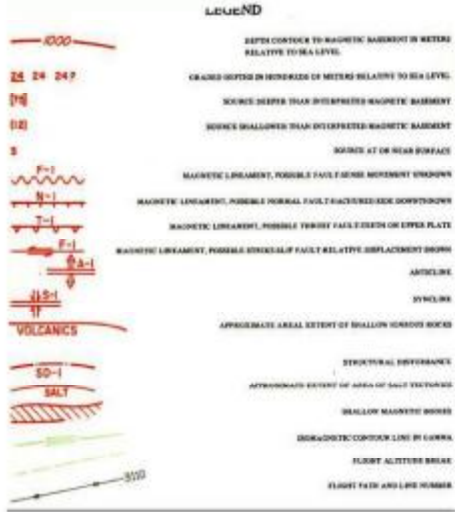 LEGEND
1000 DEPTH CONTOUR TO MAGNETIC BASEMENT IN METERS
RELATIVE TO SEA LEVEL
24 24 24? GRADED DEPTHS IN HUNDREDS OF METERS RELATIVE TO SEA LEVEL
[75] SOURCE DEEPER THAN INTERPRETED MAGNETIC BASEMENT
(12) SOURCE SHALLOWER THAN INTERPRETED MAGNETIC BASEMENT
S SOURCE AT OR NEAR SURFACE
F-1 MAGNETIC LINEAMENT, POSSIBLE FAULT-SENSE MOVEMENT UNKNOWN
N-1 MAGNETIC LINEAMENT, POSSIBLE NORMAL FAULT-HACHURED SIDE DOWNTHROWN
T-1 MAGNETIC LINEAMENT, POSSIBLE THRUST FAULT-TEETH ON UPPER PLATE
F-1 MAGNETIC LINEAMENT, POSSIBLE STRIKE-SLIP FAULT-RELATIVE DISPLACEMENT SHOWN
A-1 ANTICLINE
S-1 SYNCLINE
VOLCANICS APPROXIMATE AREAL EXTENT OF SHALLOW IGNEOUS ROCKS
SD-1 STRUCTURAL DISTURBANCE
SALT APPROXIMATE EXTENT OF AREA OF SALT TECTONICS
SHALLOW MAGNETIC BODIES
ISOMAGNETIC CONTOUR LINE IN GAMMA
FLIGHT ALTITUDE BREAK
3110 FLIGHT PATH AND LINE NUMBER